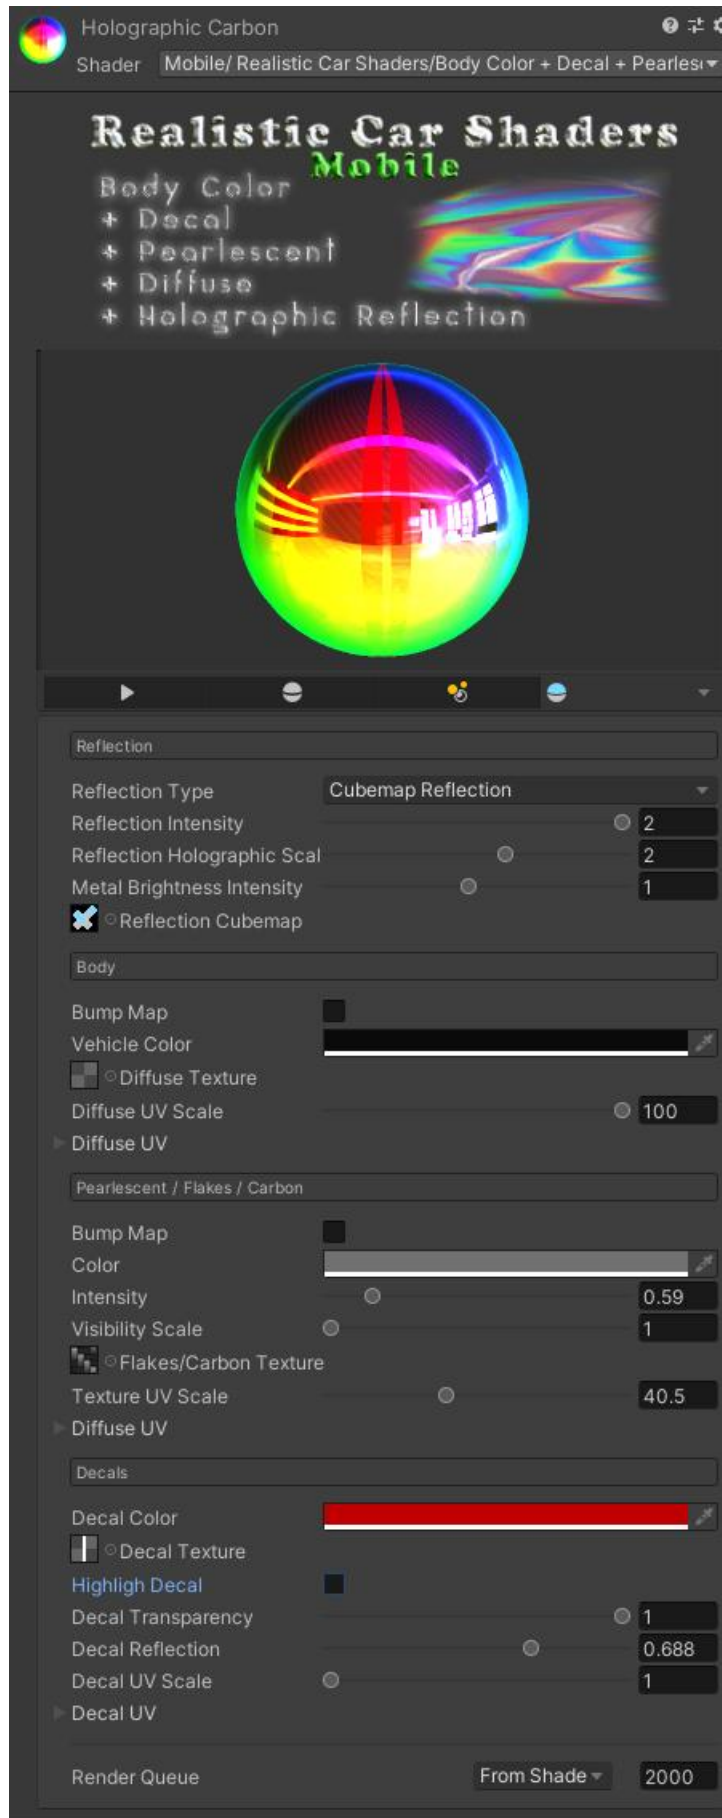 Holographic Carbon
Shader Mobile/ Realistic Car Shaders/Body Color + Decal + Pearles
Realistic Car Shaders
Mobile
Body Color
+ Decal
+ Pearlescent
+ Diffuse
+ Holographic Reflection
Reflection
Reflection Type Cubemap Reflection
Reflection Intensity 2
Reflection Holographic Scal 2
Metal Brightness Intensity 1
Reflection Cubemap
Body
Bump Map
Vehicle Color
Diffuse Texture
Diffuse UV Scale 100
Diffuse UV
Pearlescent / Flakes / Carbon
Bump Map
Color
Intensity 0.59
Visibility Scale 1
Flakes/Carbon Texture
Texture UV Scale 40.5
Diffuse UV
Decals
Decal Color
Decal Texture
Highligh Decal
Decal Transparency 1
Decal Reflection 0.688
Decal UV Scale 1
Decal UV
Render Queue From Shade 2000